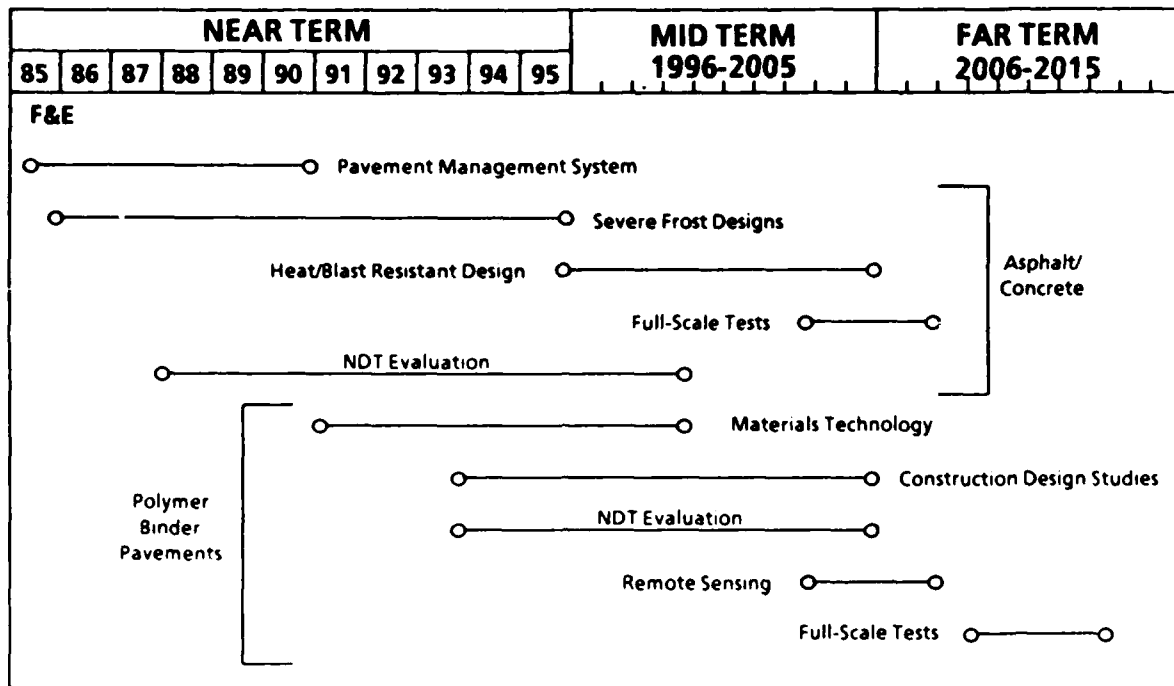 NEAR TERM
MID TERM
1996-2005
FAR TERM
2006-2015
85 86 87 88 89 90 91 92 93 94 95
F&E
Pavement Management System
Severe Frost Designs
Heat/Blast Resistant Design
Asphalt/
Concrete
Full-Scale Tests
NDT Evaluation
Materials Technology
Construction Design Studies
Polymer
Binder
Pavements
NDT Evaluation
Remote Sensing
Full-Scale Tests